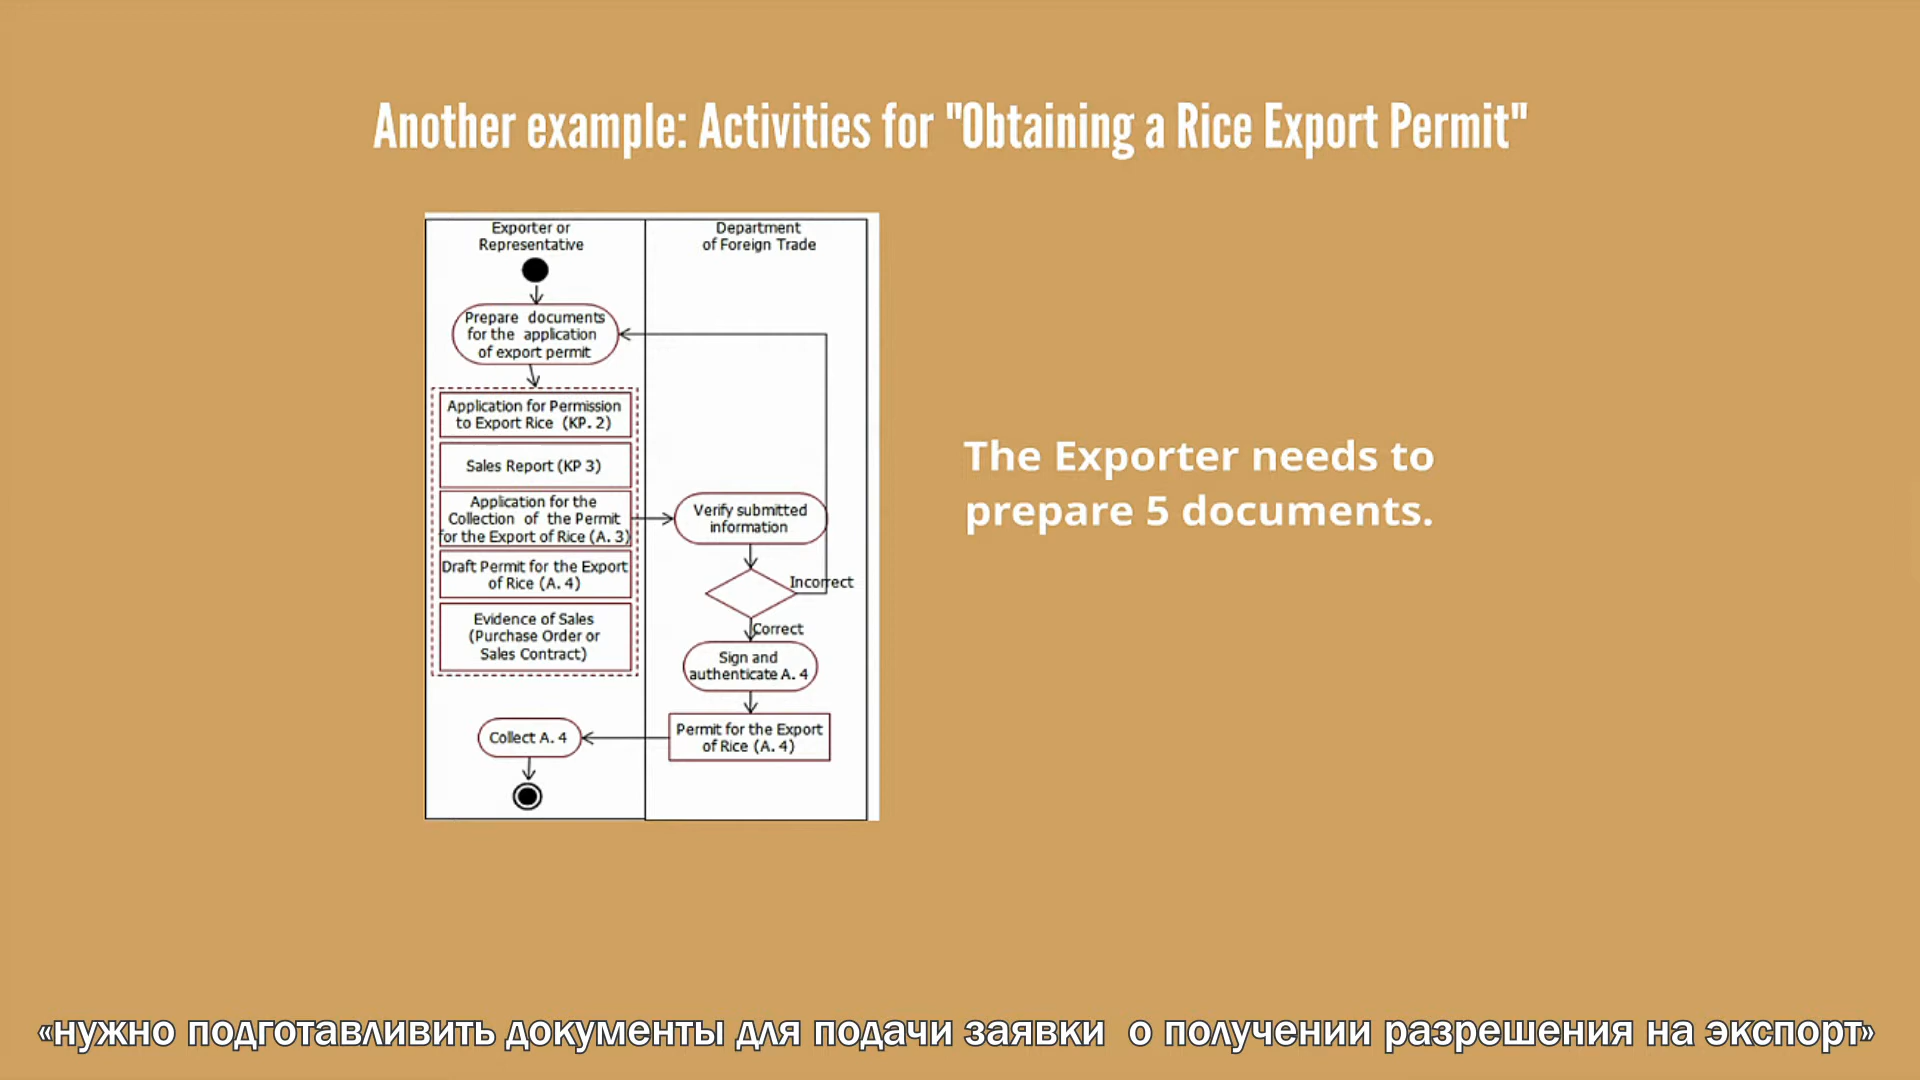 Another example: Activities for "Obtaining a Rice Export Permit"
Exporter or
Representative
Department
of Foreign Trade
Prepare documents
for the application
of export permit
Application for Permission
to Export Rice (KP. 2)
Sales Report (KP 3)
Application for the
Collection of the Permit
for the Export of Rice (A. 3)
Draft Permit for the Export
of Rice (A. 4)
Evidence of Sales
(Purchase Order or
Sales Contract)
Verify submitted
information
Incorrect
Correct
Sign and
authenticate A. 4
Permit for the Export
of Rice (A. 4)
Collect A. 4
The Exporter needs to
prepare 5 documents.
«нужно подготавливить документы для подачи заявки о получении разрешения на экспорт»